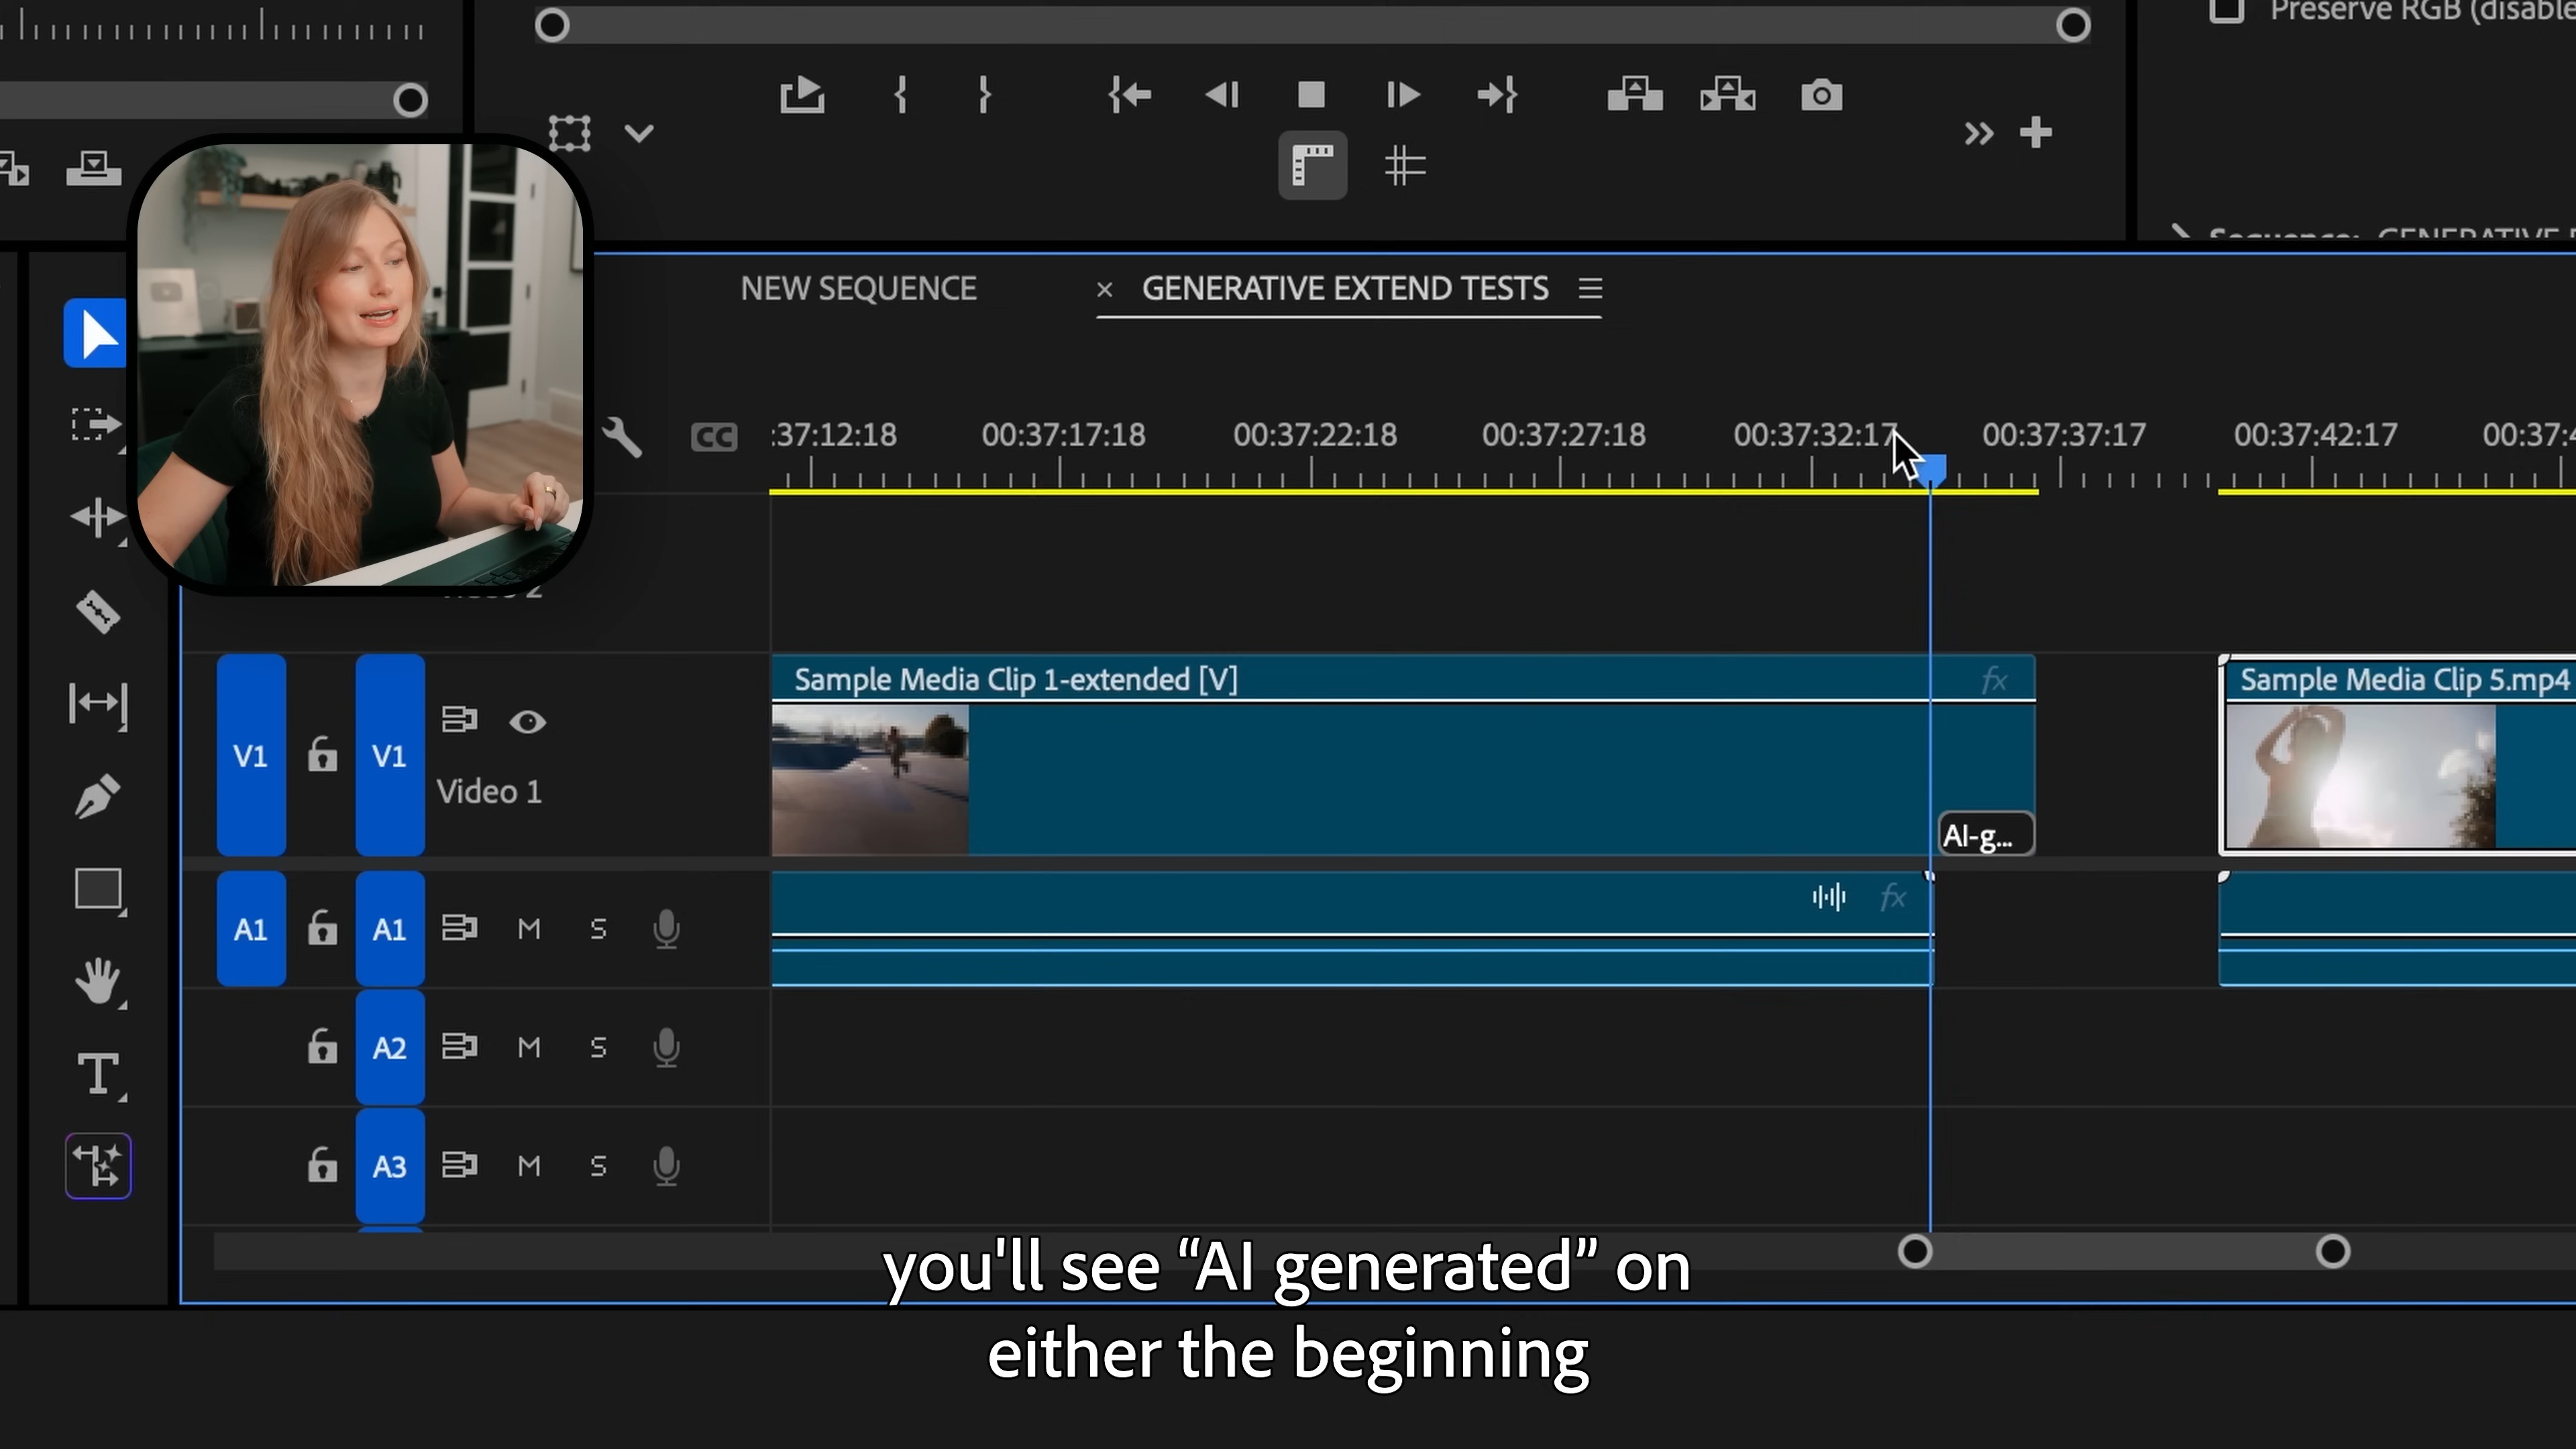 Preserve RGB (disable
NEW SEQUENCE
× GENERATIVE EXTEND TESTS
CC
:37:12:18 00:37:17:18 00:37:22:18 00:37:27:18 00:37:32:17 00:37:37:17 00:37:42:17 00:37:4
Sample Media Clip 1-extended [V]
fx
Sample Media Clip 5.mp4
V1
V1
Video 1
AI-g...
A1
A1
M
S
fx
A2
M
S
A3
M
S
you'll see “AI generated” on
either the beginning